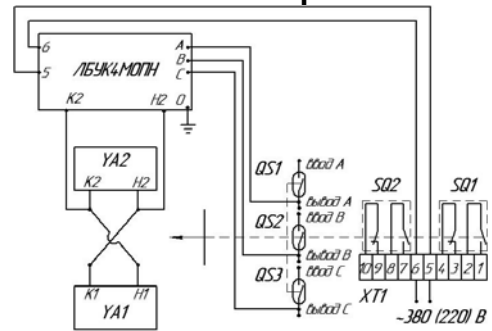 6
5
ЛБУК4МОПН
A
B
C
K2
H2
0
YA2
K2
H2
K1
H1
YA1
QS1
ввод A
вывод A
QS2
ввод B
вывод B
QS3
ввод C
вывод C
SQ2
SQ1
10 9 8 7 6 5 4 3 2 1
XT1
~380 (220) В